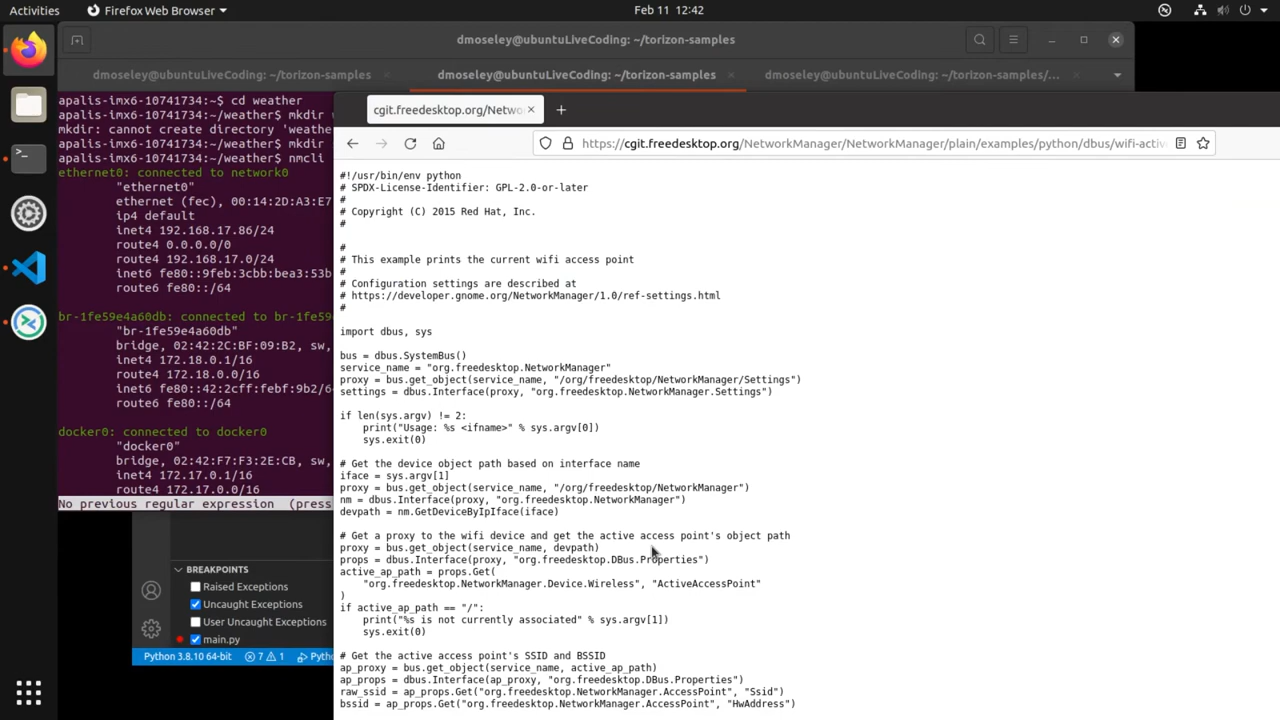 Activities
Firefox Web Browser
Feb 11 12:42
dmoseley@ubuntuLiveCoding: ~/torizon-samples
dmoseley@ubuntuLiveCoding: ~/torizon-samples
dmoseley@ubuntuLiveCoding: ~/torizon-samples
dmoseley@ubuntuLiveCoding: ~/torizon-samples/...
apalis-imx6-10741734:~$ cd weather
apalis-imx6-10741734:~/weather$ mkdir
mkdir: cannot create directory 'weathe
apalis-imx6-10741734:~/weather$ mkdir
apalis-imx6-10741734:~/weather$ nmcli
ethernet0: connected to network0
"ethernet0"
ethernet (fec), 00:14:2D:A3:E7
ip4 default
inet4 192.168.17.86/24
route4 0.0.0.0/0
route4 192.168.17.0/24
inet6 fe80::9feb:3cbb:bea3:53b
route6 fe80::/64
br-1fe59e4a60db: connected to br-1fe59
"br-1fe59e4a60db"
bridge, 02:42:2C:BF:09:B2, sw,
inet4 172.18.0.1/16
route4 172.18.0.0/16
inet6 fe80::42:2cff:febf:9b2/6
route6 fe80::/64
docker0: connected to docker0
"docker0"
bridge, 02:42:F7:F3:2E:CB, sw,
inet4 172.17.0.1/16
route4 172.17.0.0/16
No previous regular expression  (press
BREAKPOINTS
Raised Exceptions
Uncaught Exceptions
User Uncaught Exceptions
main.py
Python 3.8.10 64-bit
7
1
Pytho
cgit.freedesktop.org/Netwo
https://cgit.freedesktop.org/NetworkManager/NetworkManager/plain/examples/python/dbus/wifi-activ
#!/usr/bin/env python
# SPDX-License-Identifier: GPL-2.0-or-later
#
# Copyright (C) 2015 Red Hat, Inc.
#
#
# This example prints the current wifi access point
#
# Configuration settings are described at
# https://developer.gnome.org/NetworkManager/1.0/ref-settings.html
#
import dbus, sys
bus = dbus.SystemBus()
service_name = "org.freedesktop.NetworkManager"
proxy = bus.get_object(service_name, "/org/freedesktop/NetworkManager/Settings")
settings = dbus.Interface(proxy, "org.freedesktop.NetworkManager.Settings")
if len(sys.argv) != 2:
    print("Usage: %s <ifname>" % sys.argv[0])
    sys.exit(0)
# Get the device object path based on interface name
iface = sys.argv[1]
proxy = bus.get_object(service_name, "/org/freedesktop/NetworkManager")
nm = dbus.Interface(proxy, "org.freedesktop.NetworkManager")
devpath = nm.GetDeviceByIpIface(iface)
# Get a proxy to the wifi device and get the active access point's object path
proxy = bus.get_object(service_name, devpath)
props = dbus.Interface(proxy, "org.freedesktop.DBus.Properties")
active_ap_path = props.Get(
    "org.freedesktop.NetworkManager.Device.Wireless", "ActiveAccessPoint"
)
if active_ap_path == "/":
    print("%s is not currently associated" % sys.argv[1])
    sys.exit(0)
# Get the active access point's SSID and BSSID
ap_proxy = bus.get_object(service_name, active_ap_path)
ap_props = dbus.Interface(ap_proxy, "org.freedesktop.DBus.Properties")
raw_ssid = ap_props.Get("org.freedesktop.NetworkManager.AccessPoint", "Ssid")
bssid = ap_props.Get("org.freedesktop.NetworkManager.AccessPoint", "HwAddress")